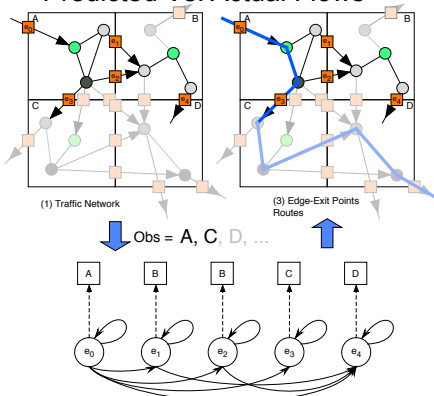 Predicted vs. Actual Flows
A B A B
e0 e1 e0 e1
e2 e2
e3 e4 e3 e4
C D C D
(1) Traffic Network (3) Edge-Exit Points
Routes
Obs = A, C, D, ...
A B B C D
e0 e1 e2 e3 e4